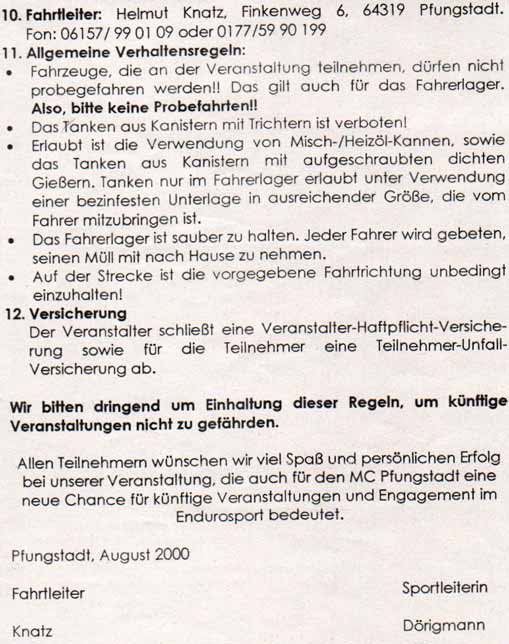 10. Fahrtleiter: Helmut Knatz, Finkenweg 6, 64319 Pfungstadt.
Fon: 06157/ 99 01 09 oder 0177/59 90 199
11. Allgemeine Verhaltensregeln:
• Fahrzeuge, die an der Veranstaltung teilnehmen, dürfen nicht
probegefahren werden!! Das gilt auch für das Fahrerlager.
Also, bitte keine Probefahrten!!
• Das Tanken aus Kanistern mit Trichtern ist verboten!
• Erlaubt ist die Verwendung von Misch-/Heizöl-Kannen, sowie
das Tanken aus Kanistern mit aufgeschraubten dichten
Gießern. Tanken nur im Fahrerlager erlaubt unter Verwendung
einer bezinfesten Unterlage in ausreichender Größe, die vom
Fahrer mitzubringen ist.
• Das Fahrerlager ist sauber zu halten. Jeder Fahrer wird gebeten,
seinen Müll mit nach Hause zu nehmen.
• Auf der Strecke ist die vorgegebene Fahrtrichtung unbedingt
einzuhalten!
12. Versicherung
Der Veranstalter schließt eine Veranstalter-Haftpflicht-Versiche-
rung sowie für die Teilnehmer eine Teilnehmer-Unfall-
Versicherung ab.
Wir bitten dringend um Einhaltung dieser Regeln, um künftige
Veranstaltungen nicht zu gefährden.
Allen Teilnehmern wünschen wir viel Spaß und persönlichen Erfolg
bei unserer Veranstaltung, die auch für den MC Pfungstadt eine
neue Chance für künftige Veranstaltungen und Engagement im
Endurosport bedeutet.
Pfungstadt, August 2000
Fahrtleiter Sportleiterin
Knatz Dörigmann